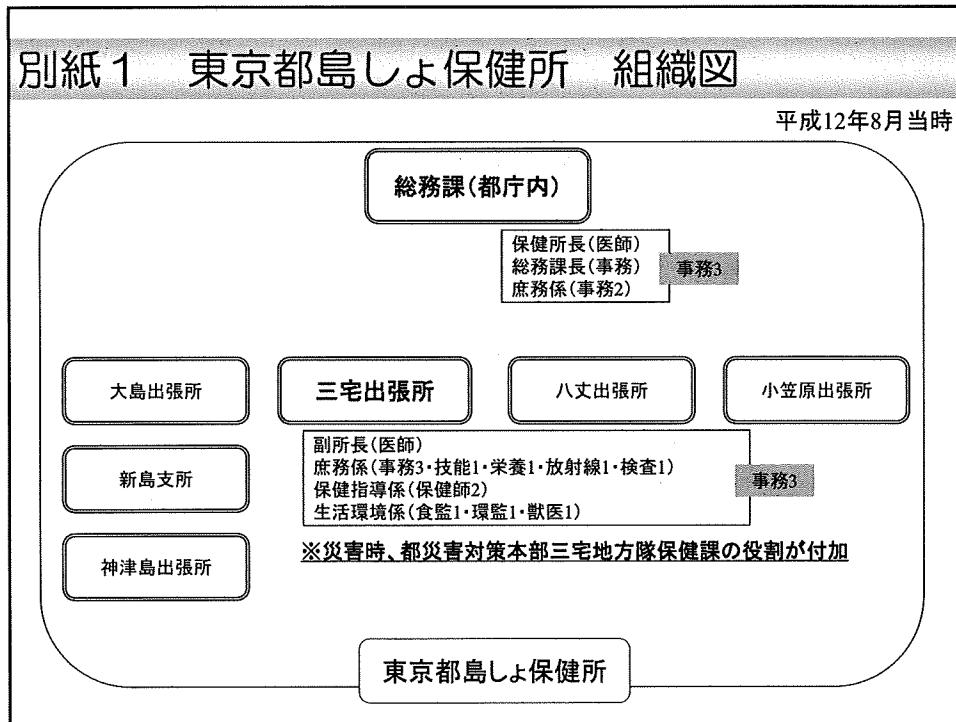 別紙1 東京都島しょ保健所 組織図
平成12年8月当時
総務課(都庁内)
保健所長(医師)
総務課長(事務)
庶務係(事務2)
事務3
大島出張所
三宅出張所
八丈出張所
小笠原出張所
新島支所
神津島出張所
副所長(医師)
庶務係(事務3・技能1・栄養1・放射線1・検査1)
保健指導係(保健師2)
生活環境係(食監1・環監1・獣医1)
事務3
※災害時、都災害対策本部三宅地方隊保健課の役割が付加
東京都島しょ保健所